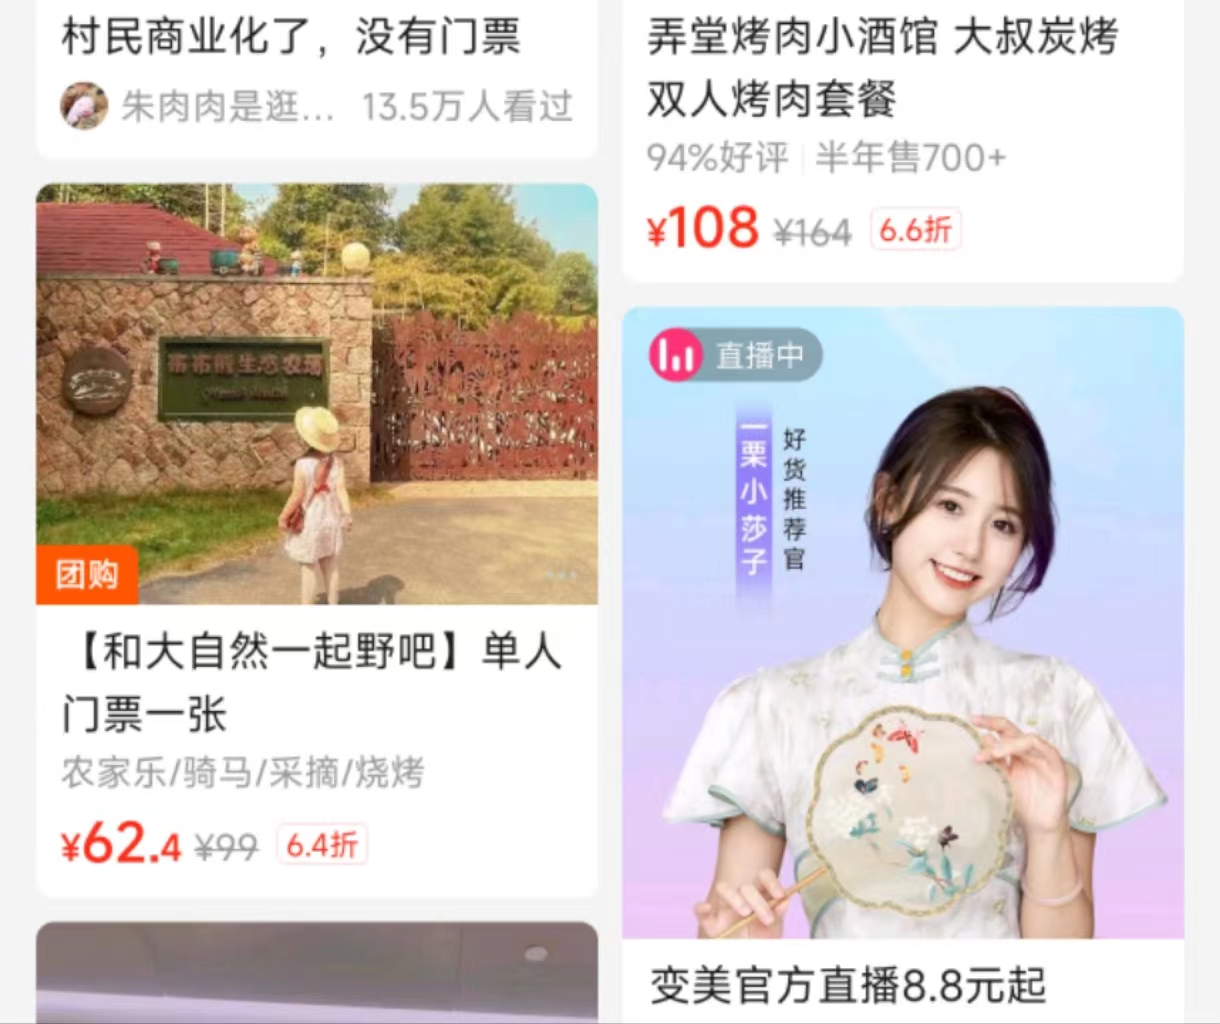 村民商业化了，没有门票
朱肉肉是逛... 13.5万人看过
团购
【和大自然一起野吧】单人
门票一张
农家乐/骑马/采摘/烧烤
¥62.4 ¥99 6.4折
弄堂烤肉小酒馆 大叔炭烤
双人烤肉套餐
94%好评 半年售700+
¥108 ¥164 6.6折
直播中
一栗小莎子
好货推荐官
变美官方直播8.8元起